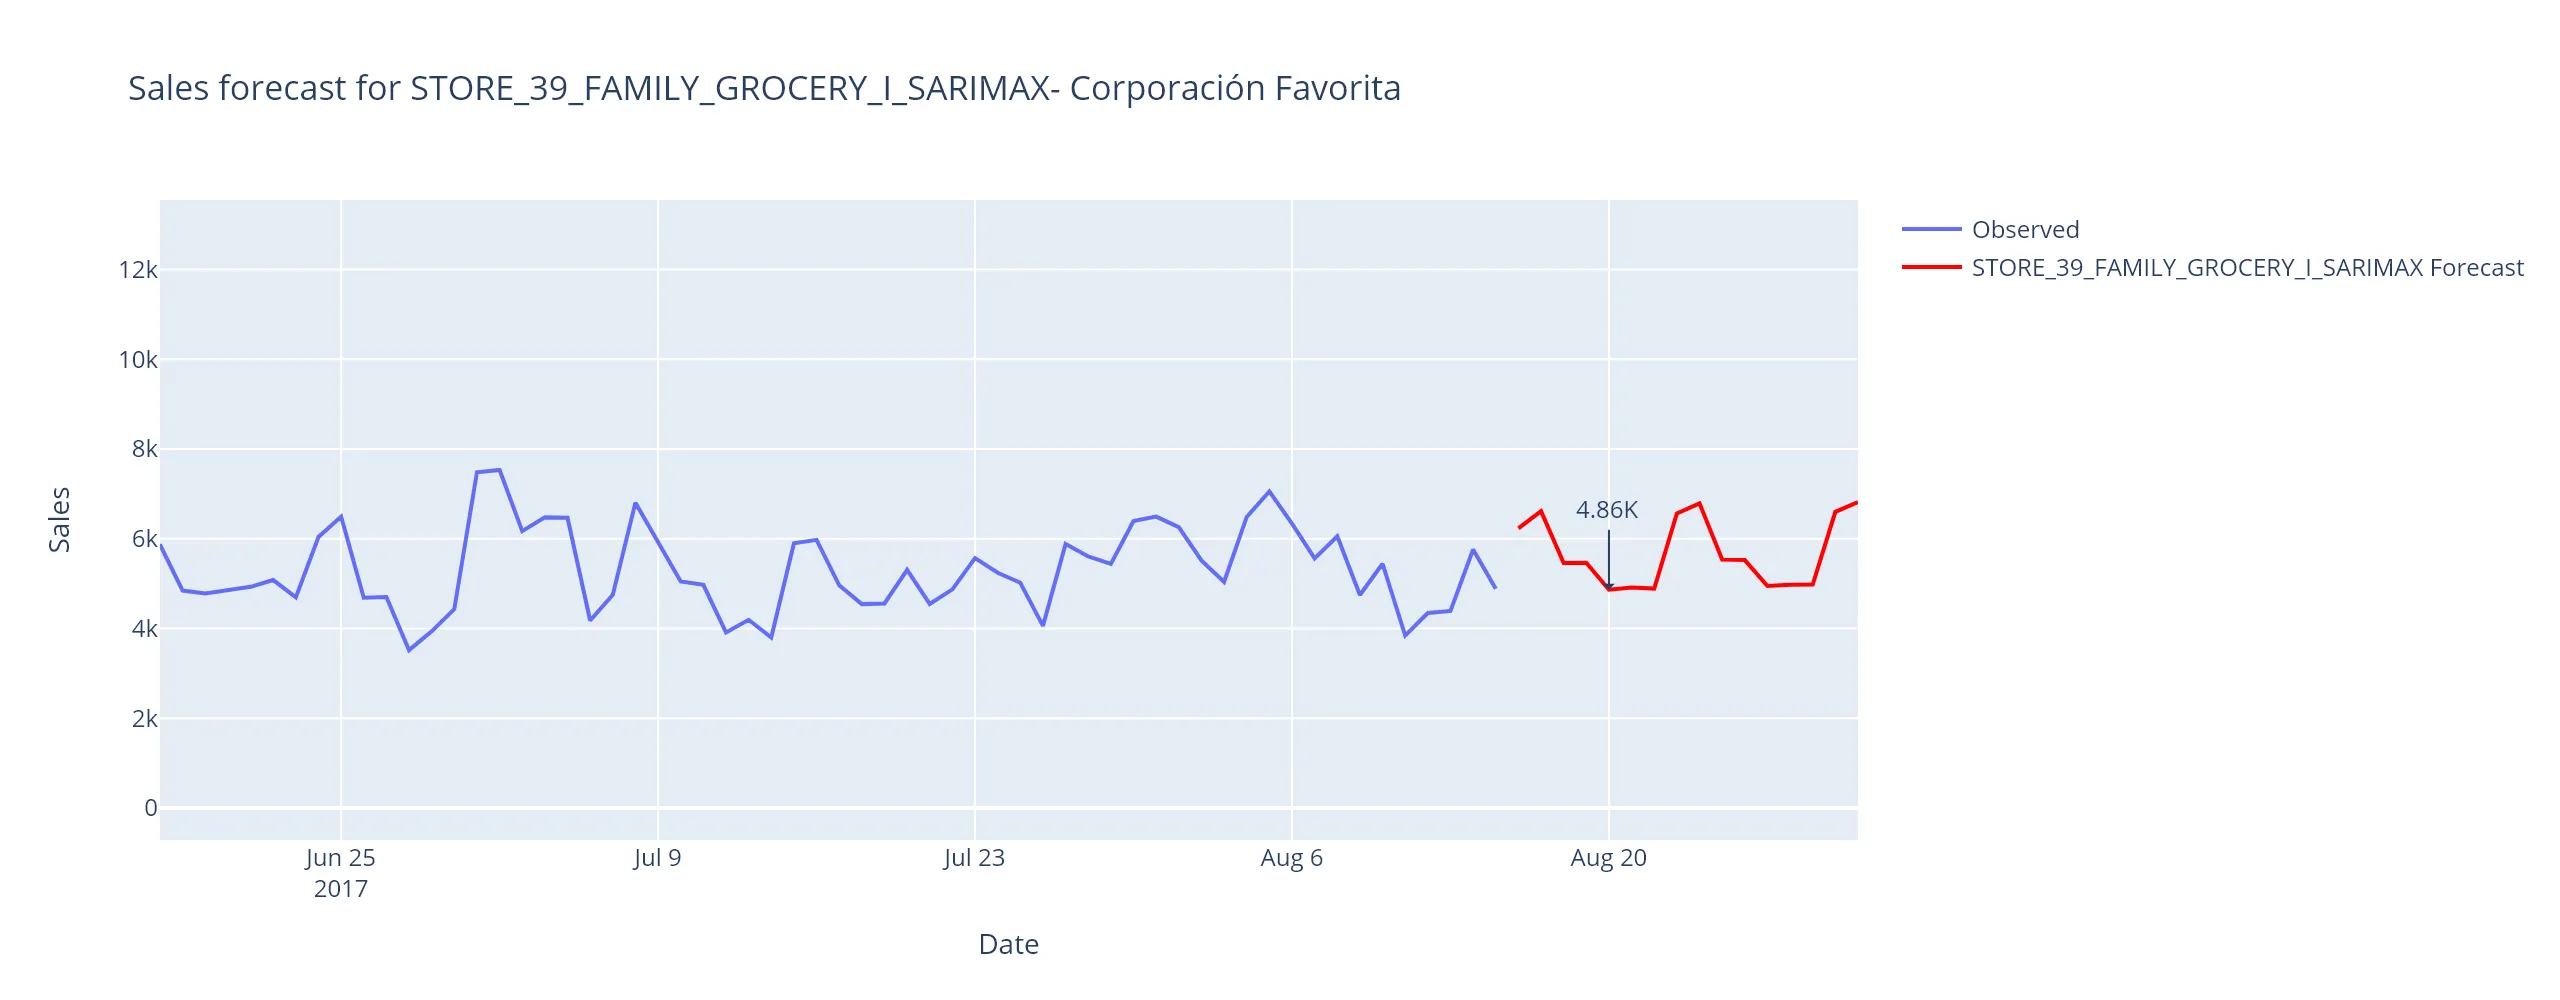 Sales forecast for STORE_39_FAMILY_GROCERY_I_SARIMAX- Corporación Favorita
Observed
STORE_39_FAMILY_GROCERY_I_SARIMAX Forecast
12k
10k
8k
6k
4k
2k
0
Sales
4.86K
Jun 25
2017
Jul 9
Jul 23
Aug 6
Aug 20
Date